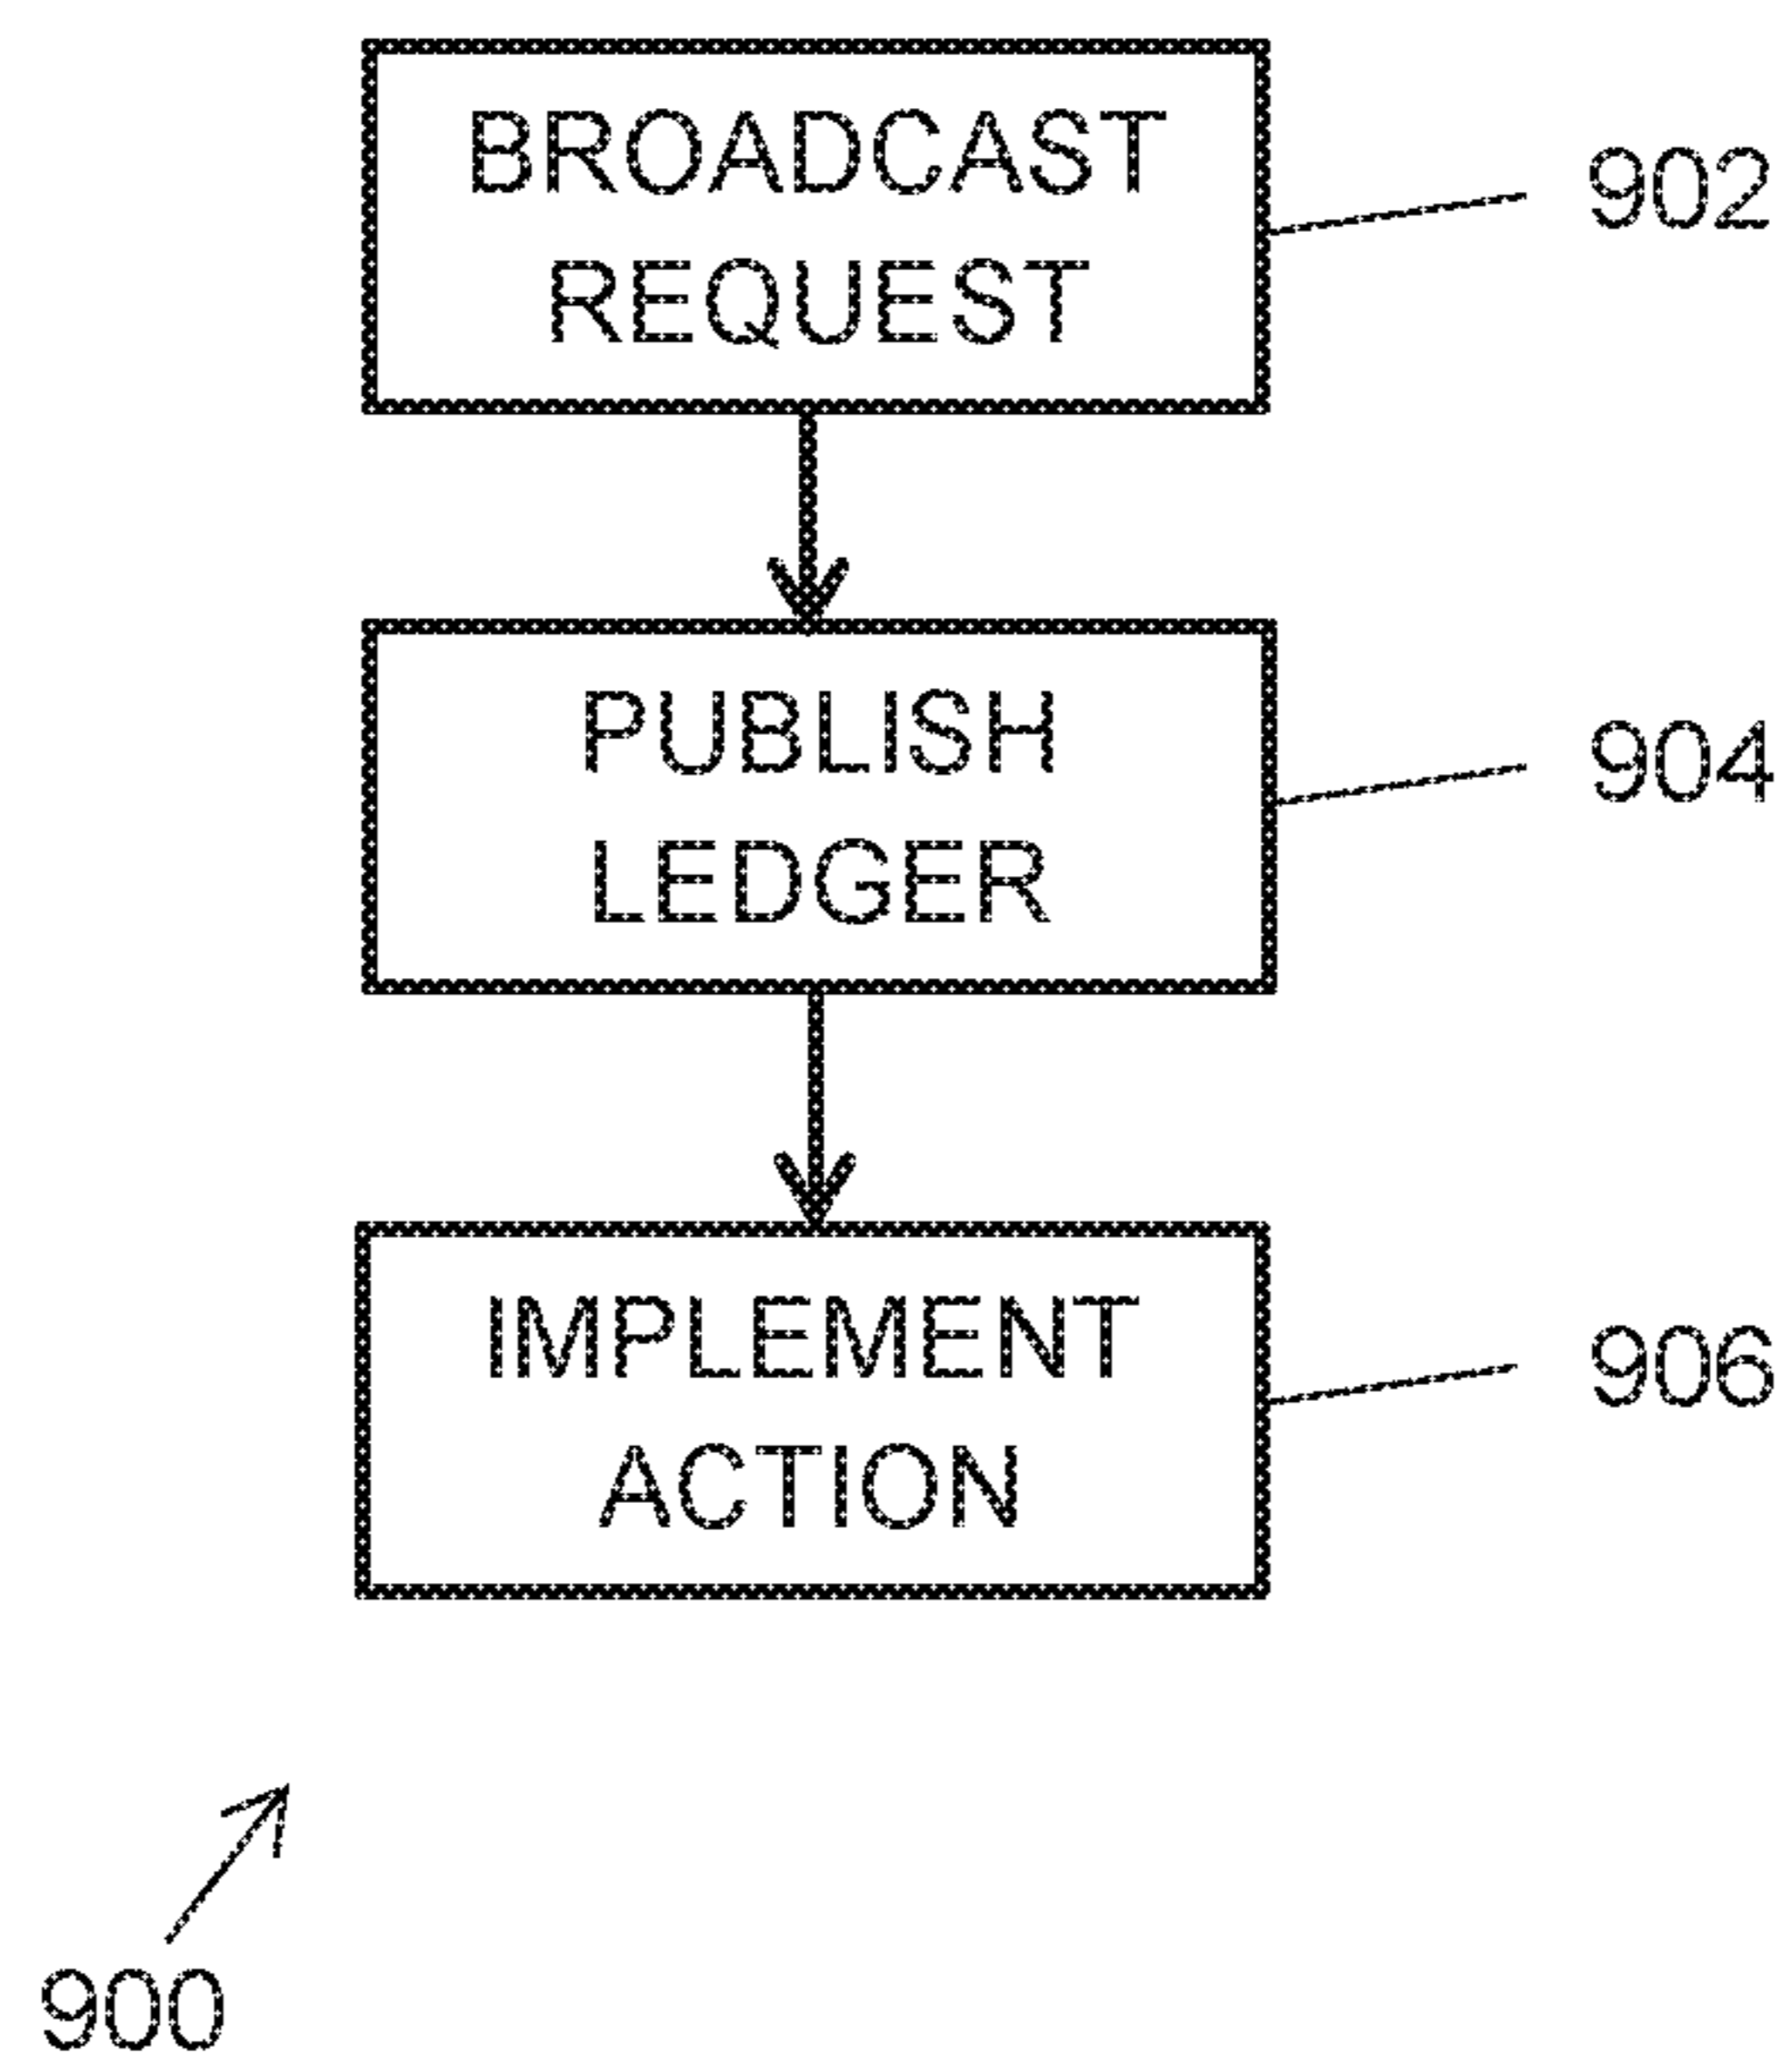 BROADCAST
REQUEST
902
PUBLISH
LEDGER
904
IMPLEMENT
ACTION
906
900